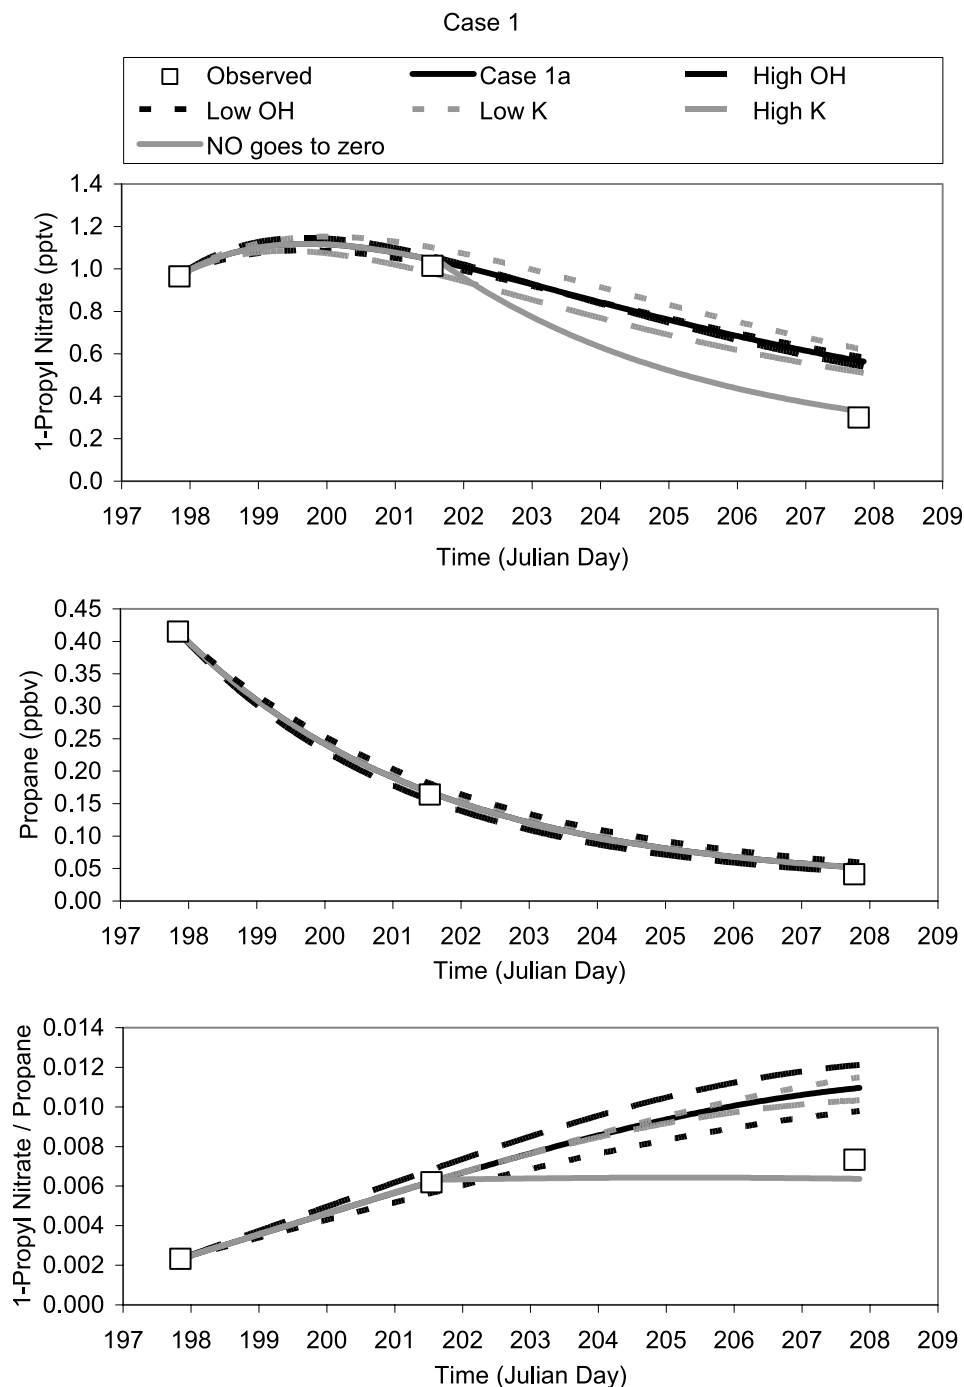 Case 1
Observed Case 1a High OH
Low OH Low K High K
NO goes to zero
1-Propyl Nitrate (pptv)
1.4
1.2
1.0
0.8
0.6
0.4
0.2
0.0
197 198 199 200 201 202 203 204 205 206 207 208 209
Time (Julian Day)
Propane (ppbv)
0.45
0.40
0.35
0.30
0.25
0.20
0.15
0.10
0.05
0.00
197 198 199 200 201 202 203 204 205 206 207 208 209
Time (Julian Day)
1-Propyl Nitrate / Propane
0.014
0.012
0.010
0.008
0.006
0.004
0.002
0.000
197 198 199 200 201 202 203 204 205 206 207 208 209
Time (Julian Day)